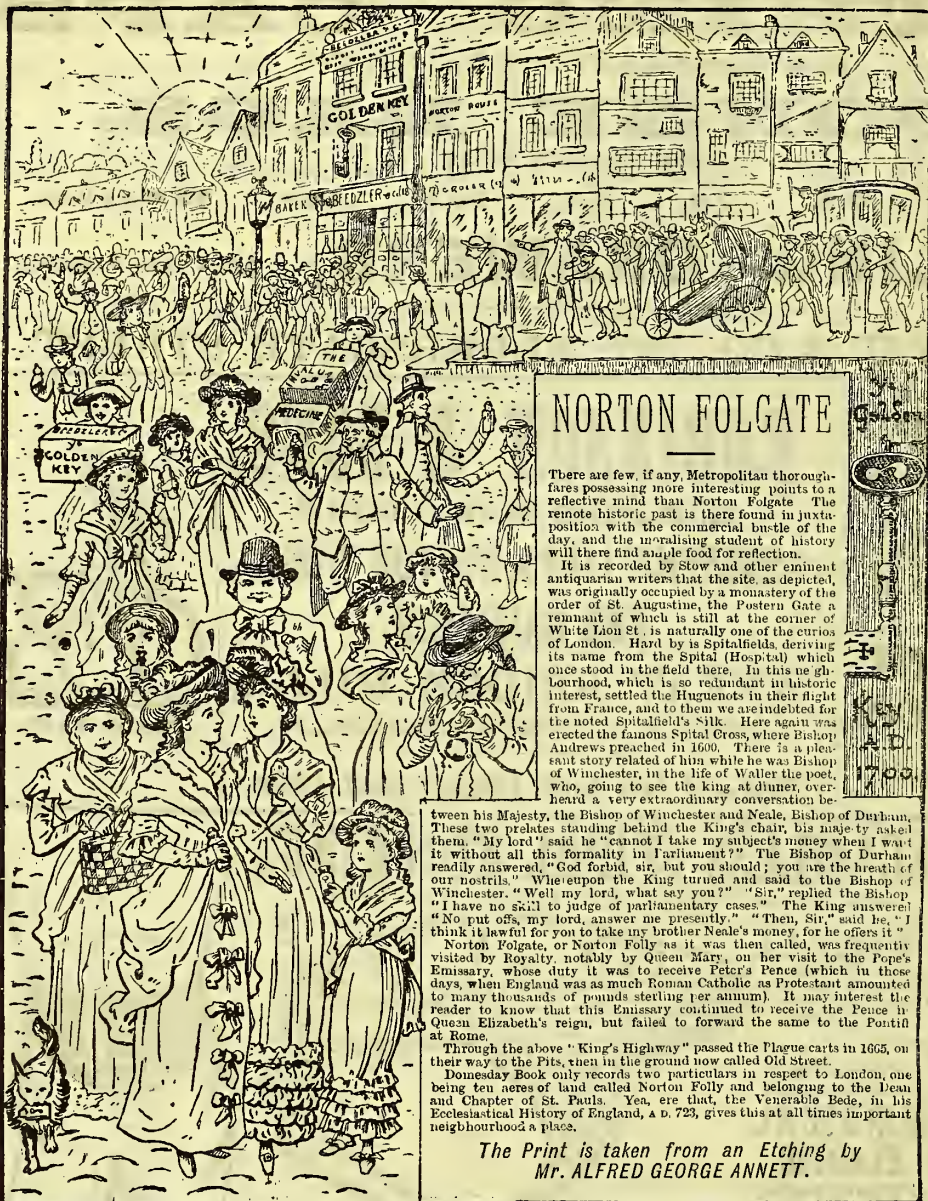 GOLDEN KEY
NORTON HOUSE
BAKER
BEEDZLER
THE
MEDECINE
GOLDEN
KEY
Golden
Key
A.D.
1700
NORTON FOLGATE
There are few, if any, Metropolitan thorough-
fares possessing more interesting points to a
reflective mind than Norton Folgate The
remote historic past is there found in juxta-
position with the commercial bustle of the
day, and the moralising student of history
will there find ample food for reflection.
It is recorded by Stow and other eminent
antiquarian writers that the site, as depicted,
was originally occupied by a monastery of the
order of St. Augustine, the Postern Gate a
remnant of which is still at the corner of
White Lion St., is naturally one of the curios
of London. Hard by is Spitalfields, deriving
its name from the Spital (Hospital) which
once stood in the field there, In this neigh-
bourhood, which is so redundant in historic
interest, settled the Huguenots in their flight
from France, and to them we are indebted for
the noted Spitalfield's Silk. Here again was
erected the famous Spital Cross, where Bishop
Andrews preached in 1600. There is a plea-
sant story related of him while he was Bishop
of Winchester, in the life of Waller the poet,
who, going to see the king at dinner, over-
heard a very extraordinary conversation be-
tween his Majesty, the Bishop of Winchester and Neale, Bishop of Durham,
These two prelates standing behind the King's chair, his majesty asked
them. "My lord" said he "cannot I take my subject's money when I want
it without all this formality in Parliament?" The Bishop of Durham
readily answered, "God forbid, sir, but you should; you are the breath of
our nostrils." Whereupon the King turned and said to the Bishop of
Winchester. "Well my lord, what say you?" "Sir," replied the Bishop
"I have no skill to judge of parliamentary cases." The King answered
"No put offs, my lord, answer me presently." "Then, Sir," said he, "I
think it lawful for you to take my brother Neale's money, for he offers it"
Norton Folgate, or Norton Folly as it was then called, was frequently
visited by Royalty, notably by Queen Mary, on her visit to the Pope's
Emissary, whose duty it was to receive Peter's Pence (which in those
days, when England was as much Roman Catholic as Protestant amounted
to many thousands of pounds sterling per annum). It may interest the
reader to know that this Emissary continued to receive the Pence in
Queen Elizabeth's reign, but failed to forward the same to the Pontiff
at Rome.
Through the above "King's Highway" passed the Plague carts in 1665, on
their way to the Pits, then in the ground now called Old Street.
Domesday Book only records two particulars in respect to London, one
being ten acres of land called Norton Folly and belonging to the Dean
and Chapter of St. Pauls. Yea, ere that, the Venerable Bede, in his
Ecclesiastical History of England, A D. 723, gives this at all times important
neighbourhood a place.
The Print is taken from an Etching by
Mr. ALFRED GEORGE ANNETT.